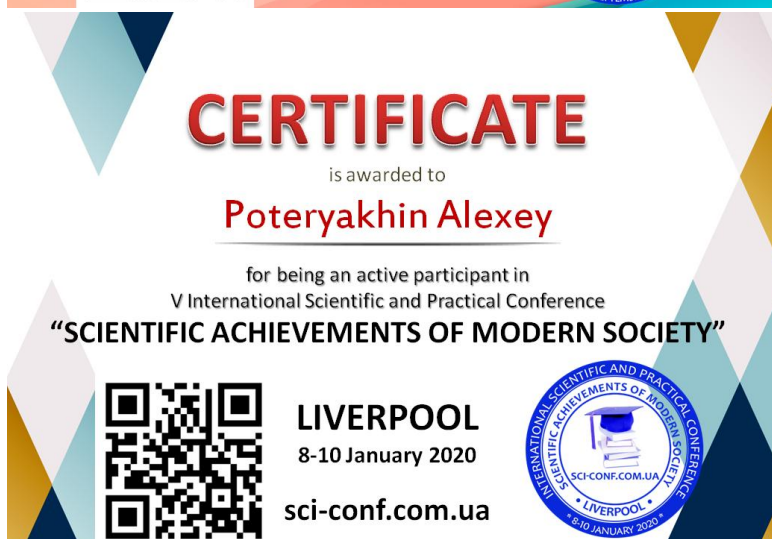 CERTIFICATE
is awarded to
Poteryakhin Alexey
for being an active participant in
V International Scientific and Practical Conference
“SCIENTIFIC ACHIEVEMENTS OF MODERN SOCIETY”
LIVERPOOL
8-10 January 2020
sci-conf.com.ua
INTERNATIONAL SCIENTIFIC AND PRACTICAL CONFERENCE
SCIENTIFIC ACHIEVEMENTS OF MODERN SOCIETY
SCI-CONF.COM.UA
• LIVERPOOL •
* 8-10 JANUARY 2020 *